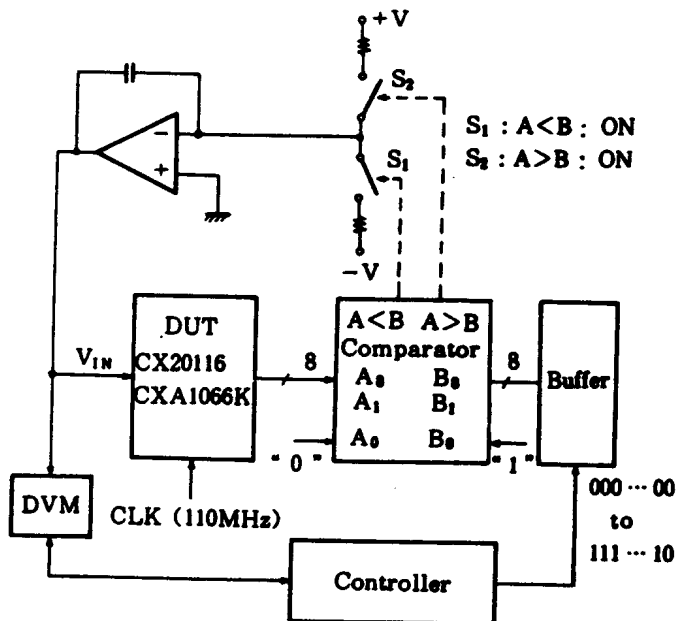 +V
S₂
S₁ : A<B : ON
S₂ : A>B : ON
−
+
S₁
−V
DUT
CX20116
CXA1066K
V_IN
8
A<B A>B
Comparator
A₈ B₈
A₁ B₁
A₀ B₀
8
Buffer
"0"
"1"
CLK (110MHz)
DVM
000 ··· 00
to
111 ··· 10
Controller